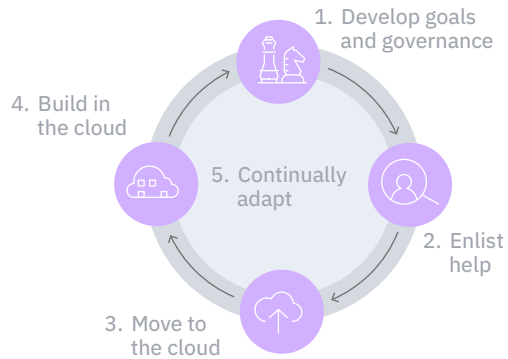 1. Develop goals
and governance
2. Enlist
help
3. Move to
the cloud
4. Build in
the cloud
5. Continually
adapt